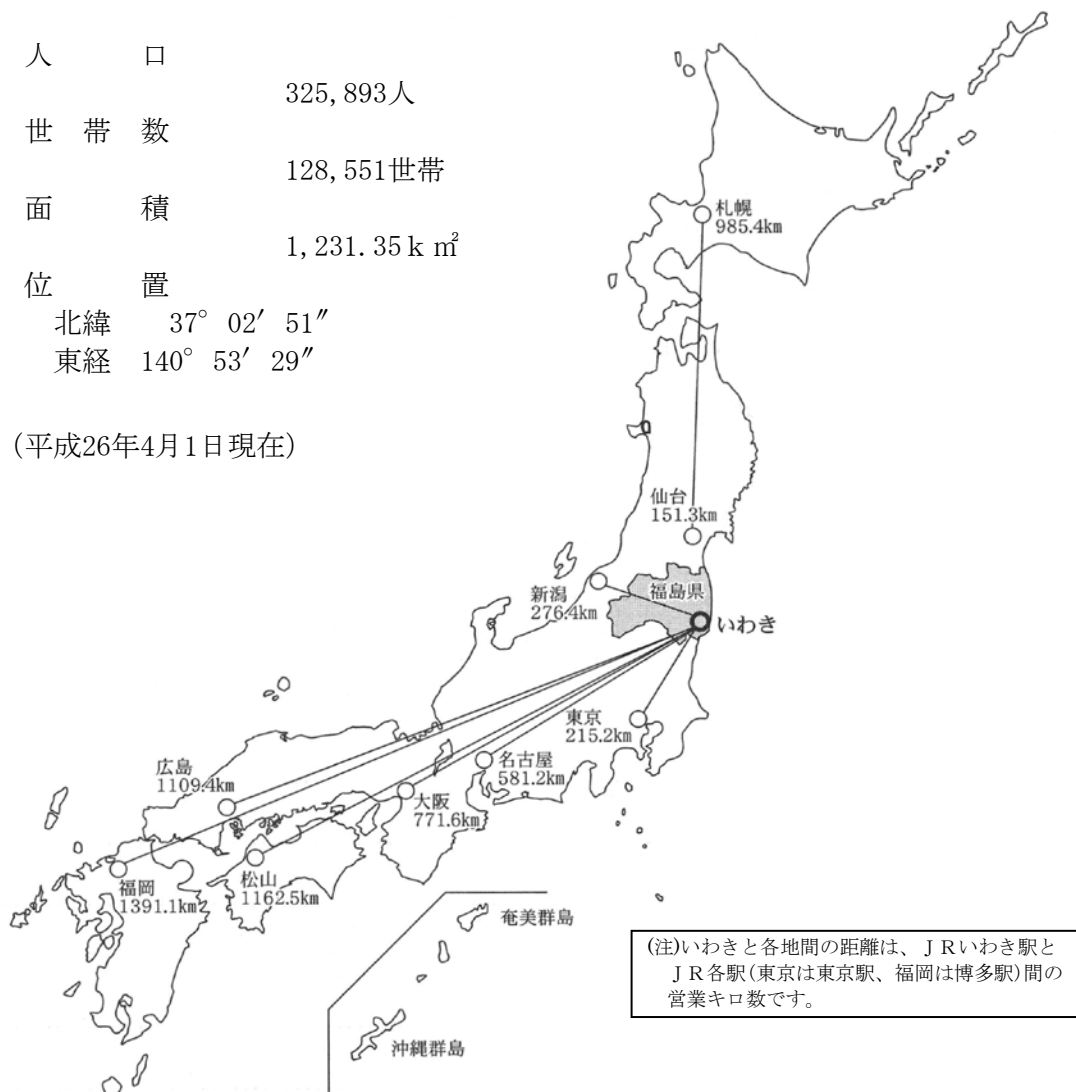 人　　　口
325,893人
世　帯　数
128,551世帯
面　　　積
1,231.35ｋ㎡
位　　　置
北緯　37°02′51″
東経　140°53′29″
(平成26年4月1日現在)
札幌
985.4㎞
仙台
151.3㎞
新潟
276.4㎞
福島県
いわき
東京
215.2㎞
名古屋
581.2㎞
広島
1109.4㎞
大阪
771.6㎞
福岡
1391.1㎞
松山
1162.5㎞
奄美群島
沖縄群島
(注)いわきと各地間の距離は、ＪＲいわき駅と
ＪＲ各駅(東京は東京駅、福岡は博多駅)間の
営業キロ数です。